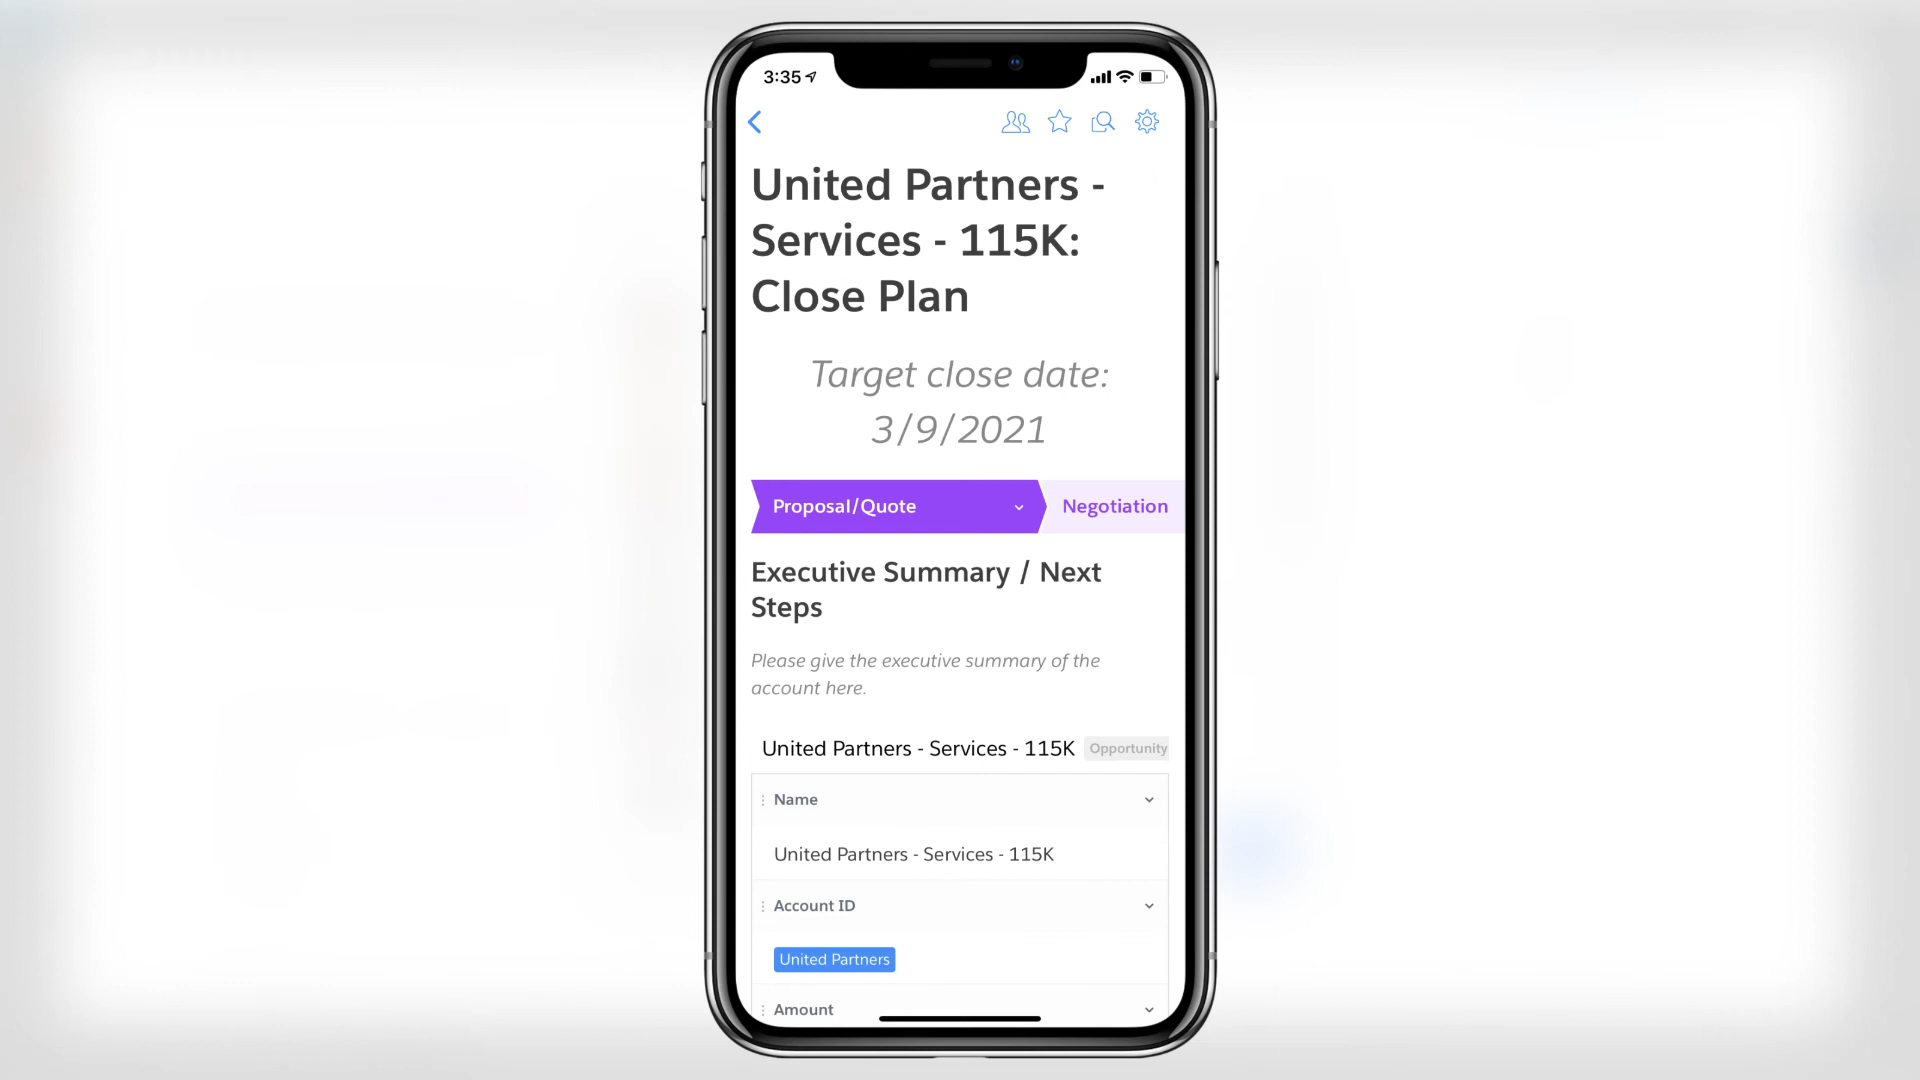 3:35
United Partners -
Services - 115K:
Close Plan
Target close date:
3/9/2021
Proposal/Quote
Negotiation
Executive Summary / Next
Steps
Please give the executive summary of the
account here.
United Partners - Services - 115K Opportunity
Name
United Partners - Services - 115K
Account ID
United Partners
Amount